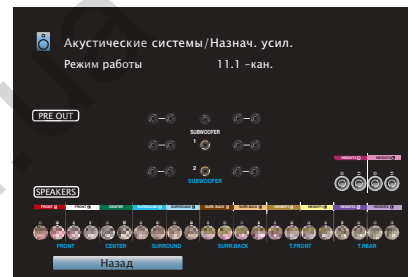 Акустические системы/Назнач. усил.
Режим работы 11.1 –кан.
PRE OUT
SUBWOOFER
1
2
SUBWOOFER
SPEAKERS
FRONT CENTER SURROUND SURR.BACK T.FRONT T.REAR
Назад